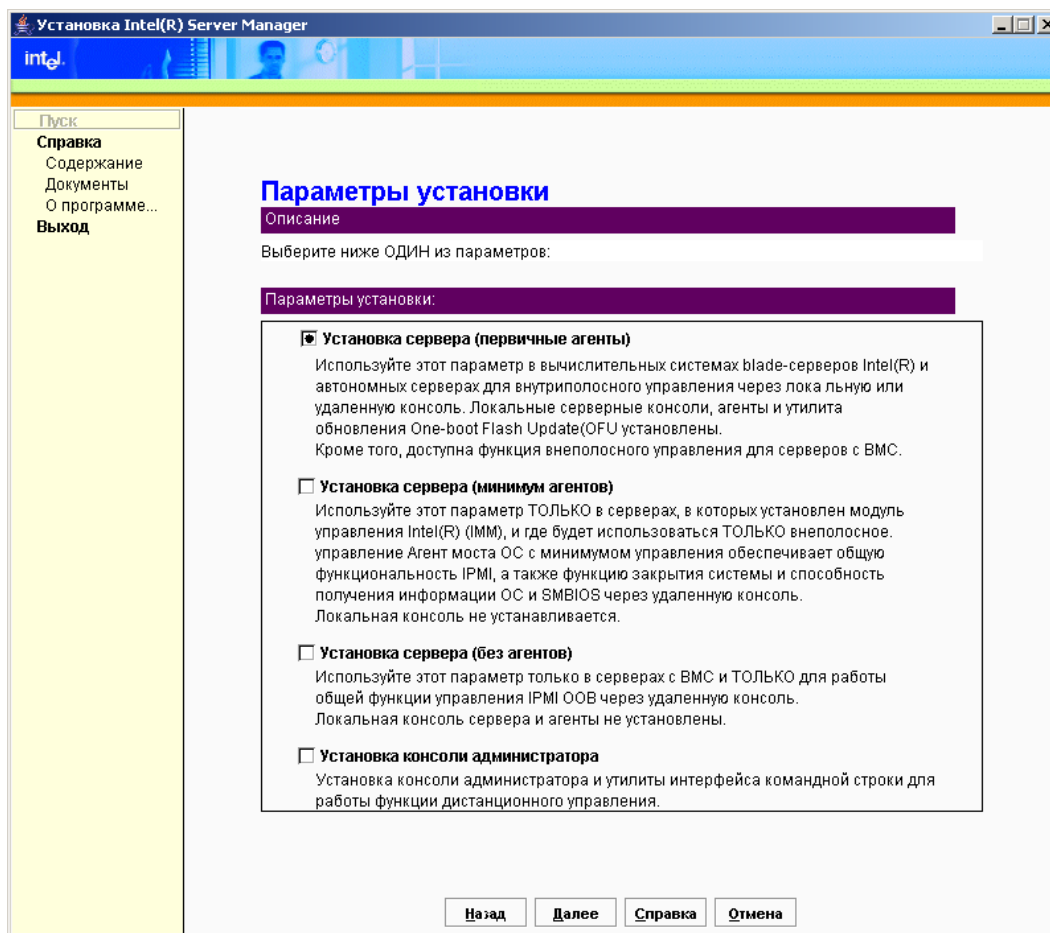 Установка Intel(R) Server Manager
intel.
Пуск
Справка
Содержание
Документы
О программе...
Выход
Параметры установки
Описание
Выберите ниже ОДИН из параметров:
Параметры установки:
Установка сервера (первичные агенты)
Используйте этот параметр в вычислительных системах blade-серверов Intel(R) и
автономных серверах для внутриполосного управления через лока льную или
удаленную консоль. Локальные серверные консоли, агенты и утилита
обновления One-boot Flash Update(OFU установлены.
Кроме того, доступна функция внеполосного управления для серверов с BMC.
Установка сервера (минимум агентов)
Используйте этот параметр ТОЛЬКО в серверах, в которых установлен модуль
управления Intel(R) (IMM), и где будет использоваться ТОЛЬКО внеполосное.
управление Агент моста ОС с минимумом управления обеспечивает общую
функциональность IPMI, а также функцию закрытия системы и способность
получения информации ОС и SMBIOS через удаленную консоль.
Локальная консоль не устанавливается.
Установка сервера (без агентов)
Используйте этот параметр только в серверах с BMC и ТОЛЬКО для работы
общей функции управления IPMI OOB через удаленную консоль.
Локальная консоль сервера и агенты не установлены.
Установка консоли администратора
Установка консоли администратора и утилиты интерфейса командной строки для
работы функции дистанционного управления.
Назад Далее Справка Отмена